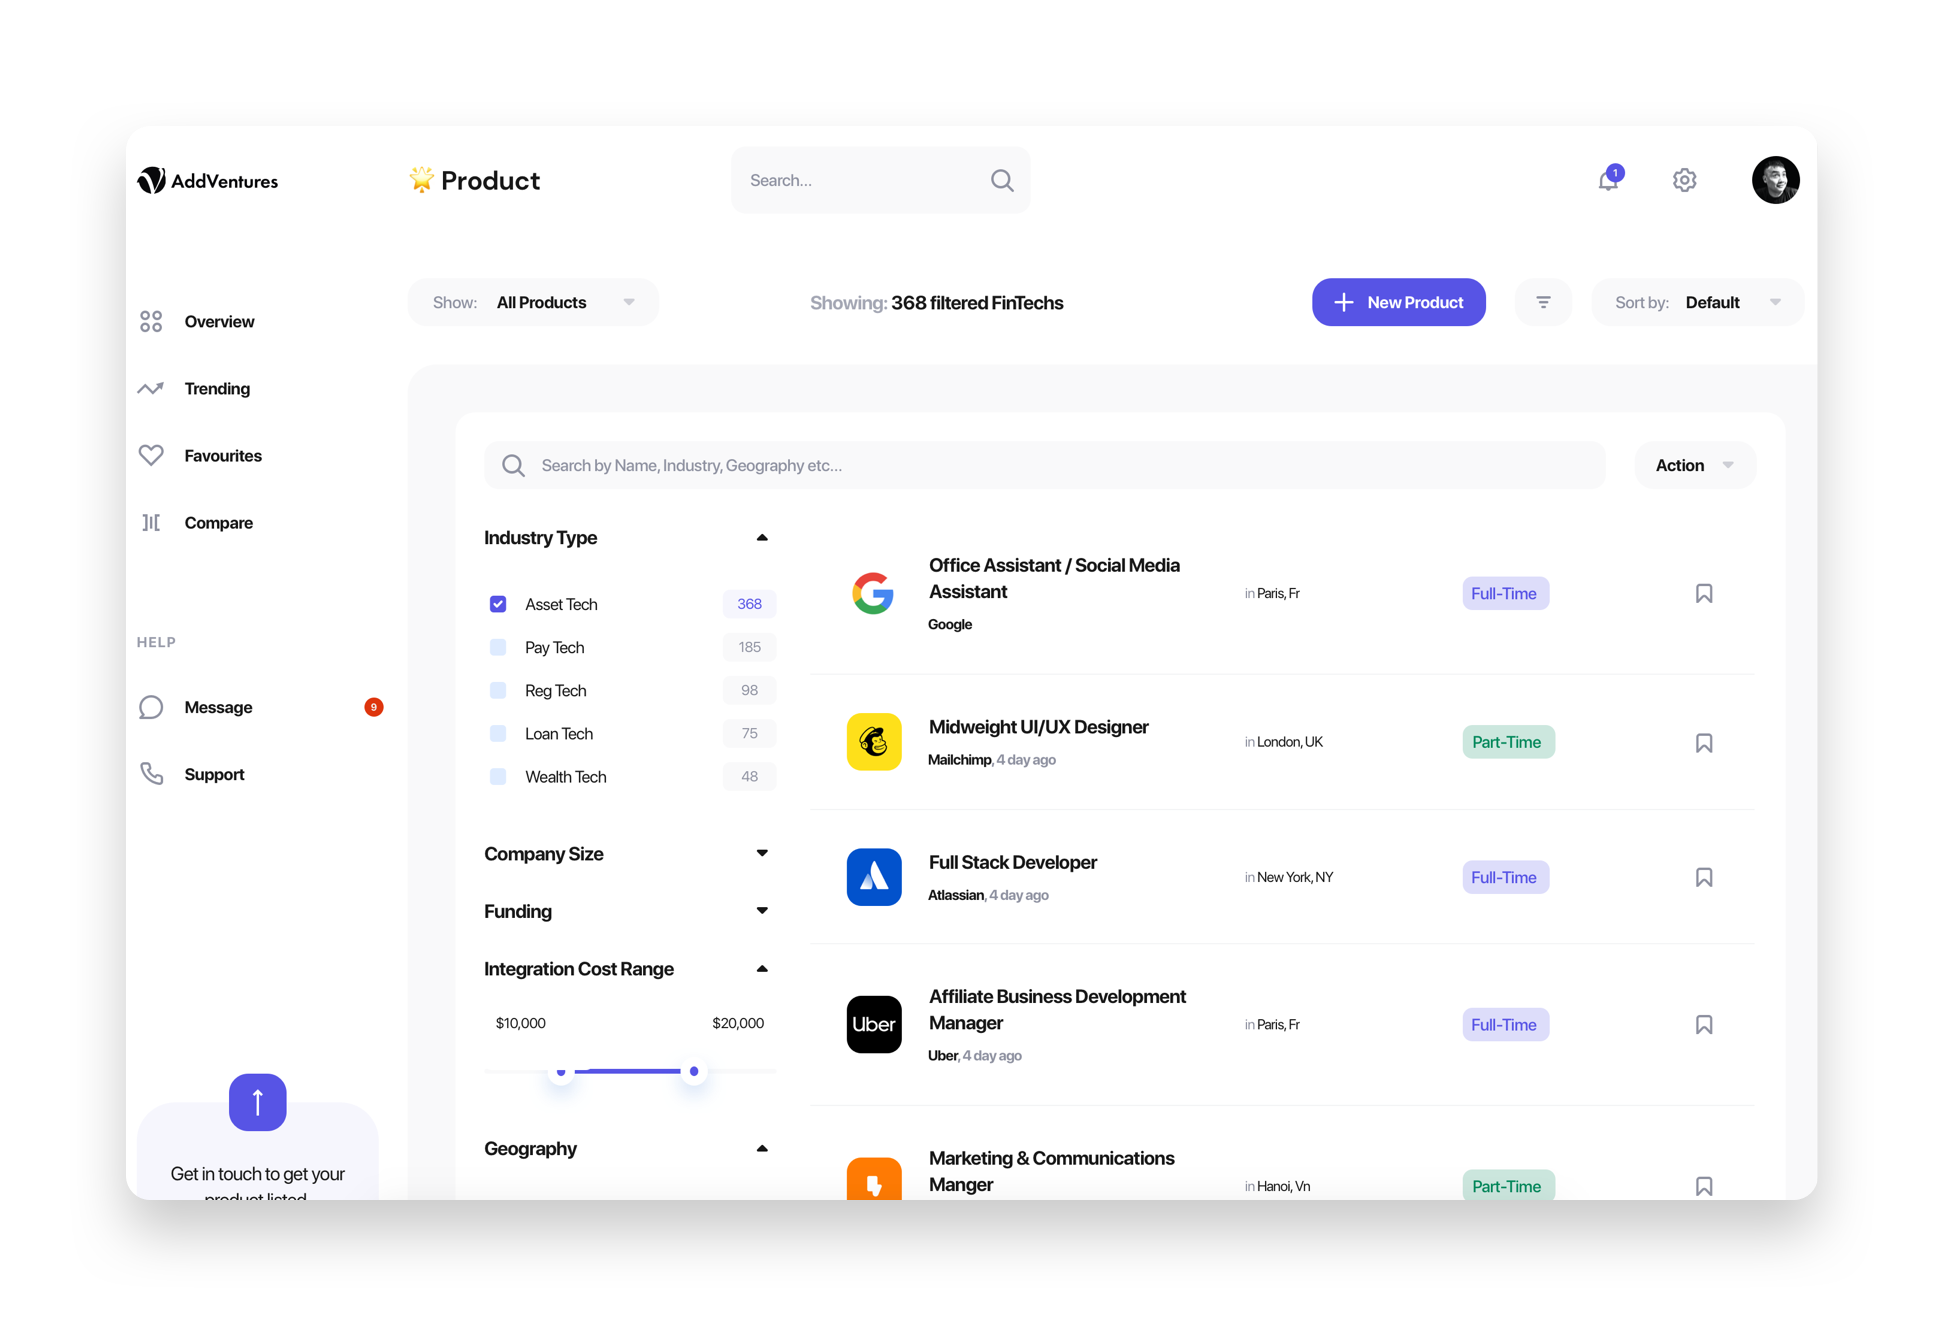 AddVentures
🌟 Product
Search...
1
Show: All Products
Showing: 368 filtered FinTechs
New Product
Sort by: Default
Overview
Trending
Favourites
Compare
HELP
Message
9
Support
Get in touch to get your
product listed
Search by Name, Industry, Geography etc...
Action
Industry Type
Asset Tech 368
Pay Tech 185
Reg Tech 98
Loan Tech 75
Wealth Tech 48
Company Size
Funding
Integration Cost Range
$10,000 $20,000
Geography
Office Assistant / Social Media
Assistant
Google
in Paris, Fr
Full-Time
Midweight UI/UX Designer
Mailchimp, 4 day ago
in London, UK
Part-Time
Full Stack Developer
Atlassian, 4 day ago
in New York, NY
Full-Time
Uber
Affiliate Business Development
Manager
Uber, 4 day ago
in Paris, Fr
Full-Time
Marketing & Communications
Manger
in Hanoi, Vn
Part-Time